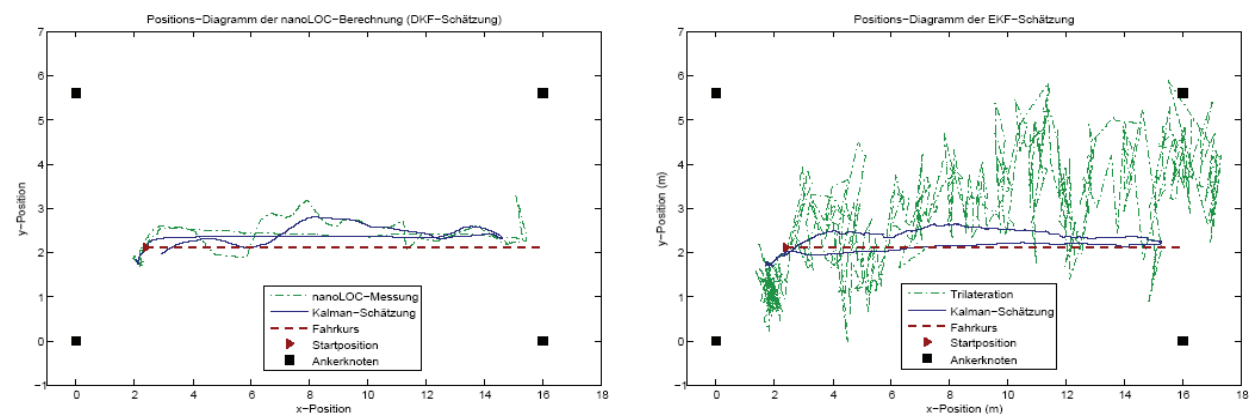 Positions-Diagramm der nanoLOC-Berechnung (DKF-Schätzung)
7
6
5
4
3
2
1
0
−1
y-Position
nanoLOC-Messung
Kalman-Schätzung
Fahrkurs
Startposition
Ankerknoten
0 2 4 6 8 10 12 14 16 18
x-Position
Positions-Diagramm der EKF-Schätzung
7
6
5
4
3
2
1
0
−1
y-Position (m)
Trilateration
Kalman-Schätzung
Fahrkurs
Startposition
Ankerknoten
0 2 4 6 8 10 12 14 16 18
x-Position (m)